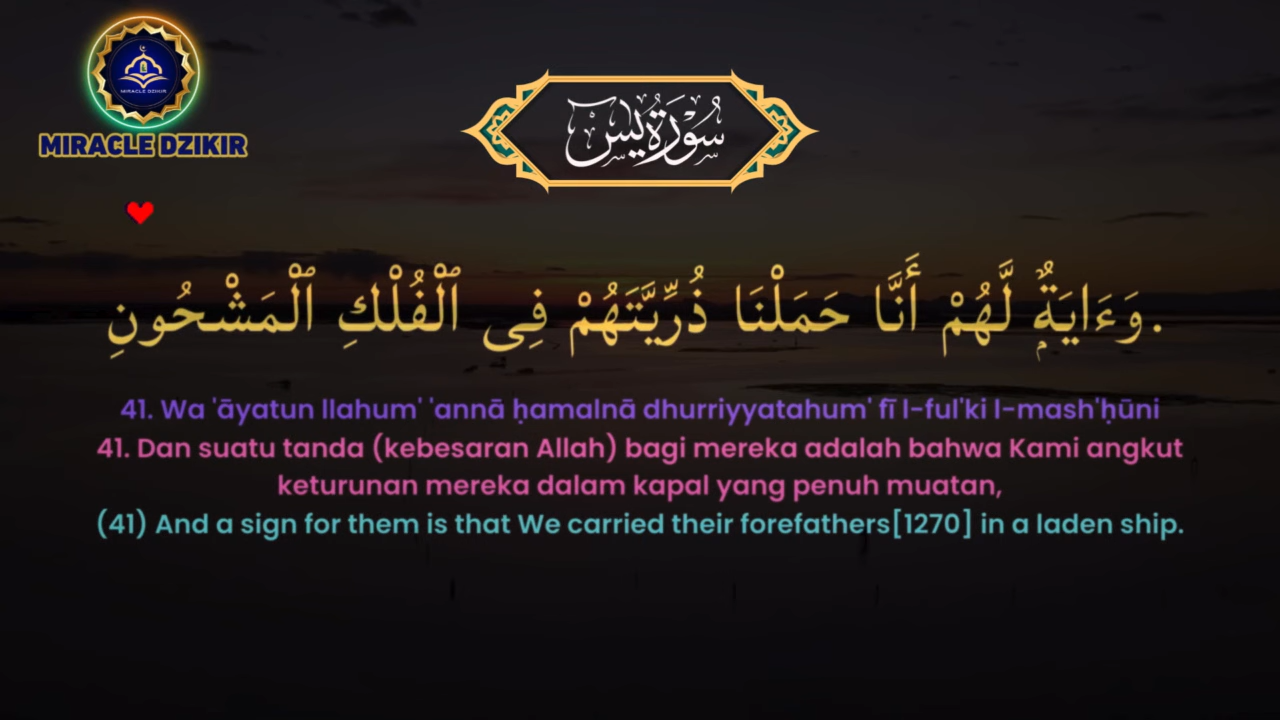 MIRACLE DZIKIR
MIRACLE DZIKIR
سُوْرَةُ يٰسٓ
وَءَايَةٌۭ لَّهُمْ أَنَّا حَمَلْنَا ذُرِّيَّتَهُمْ فِى ٱلْفُلْكِ ٱلْمَشْحُونِ.
41. Wa 'āyatun llahum' 'annā ḥamalnā dhurriyyatahum' fī l-ful'ki l-mash'ḥūni
41. Dan suatu tanda (kebesaran Allah) bagi mereka adalah bahwa Kami angkut
keturunan mereka dalam kapal yang penuh muatan,
(41) And a sign for them is that We carried their forefathers[1270] in a laden ship.